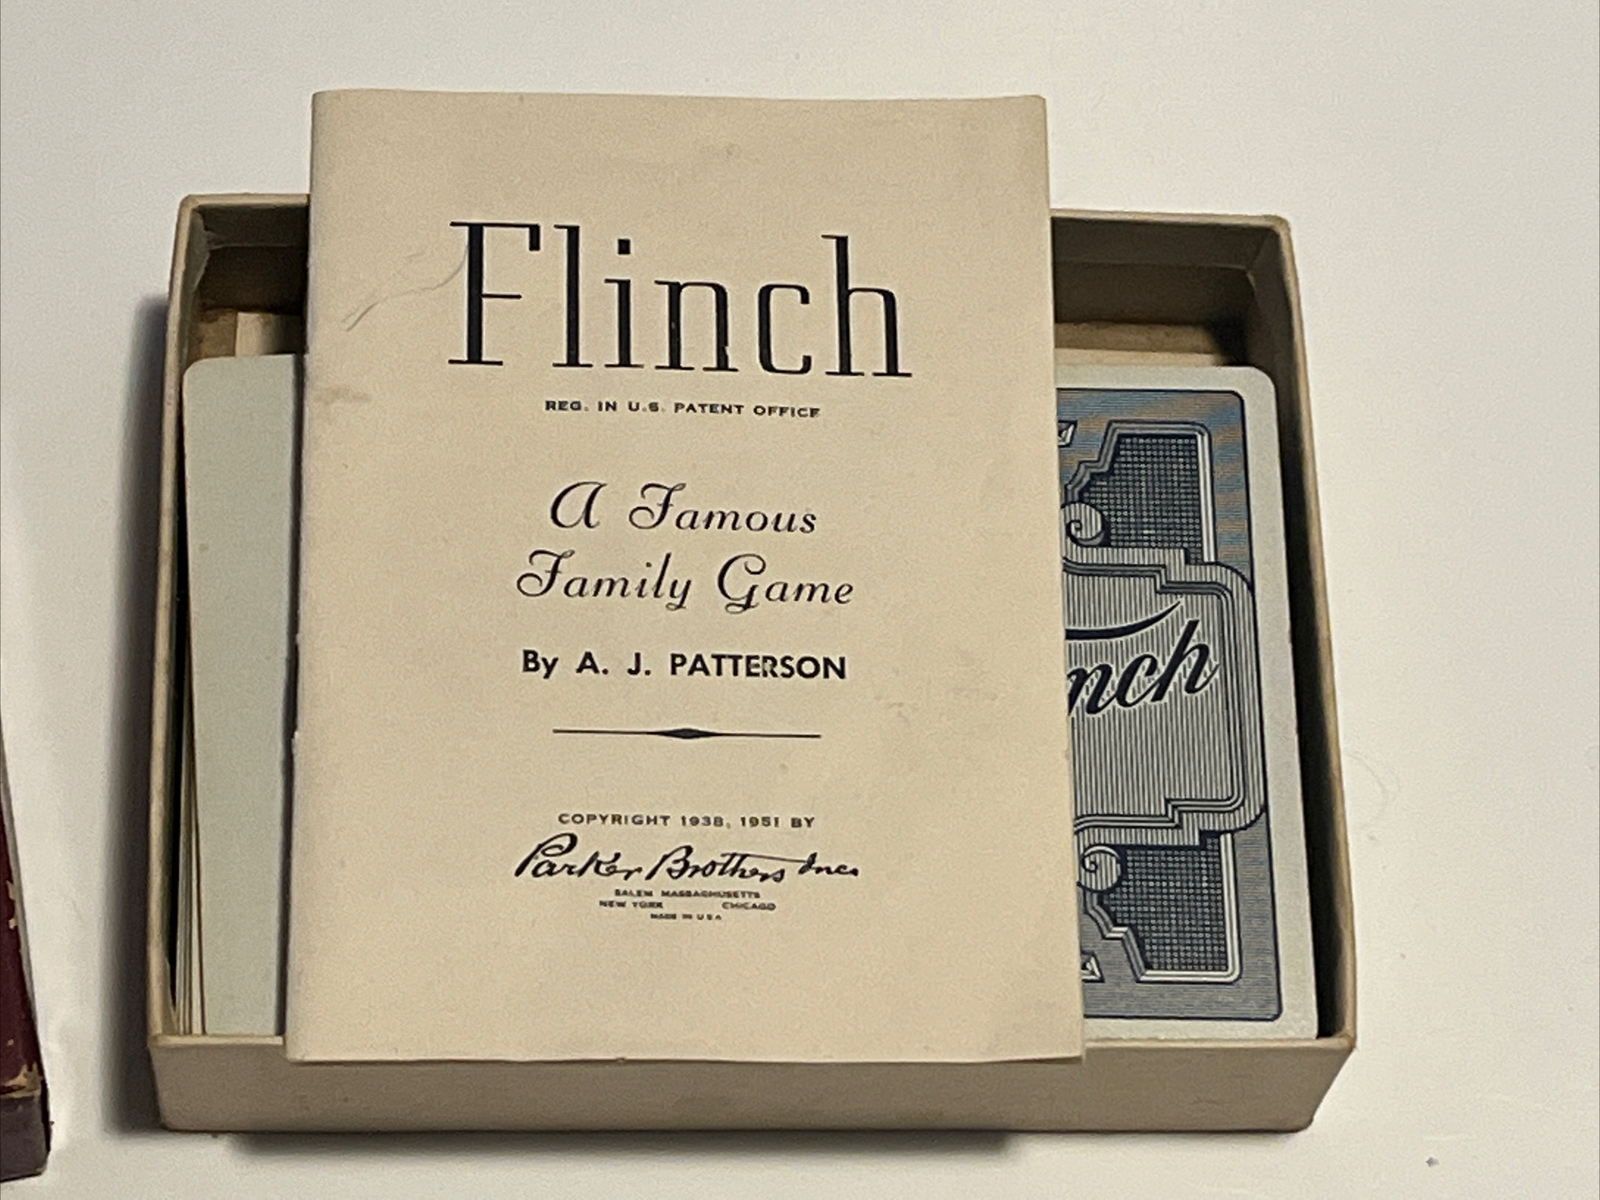 Flinch
REG. IN U.S. PATENT OFFICE
A Famous
Family Game
By A. J. PATTERSON
COPYRIGHT 1938, 1951 BY
Parker Brothers Inc.
SALEM MASSACHUSETTS
NEW YORK CHICAGO
MADE IN U S A
nch